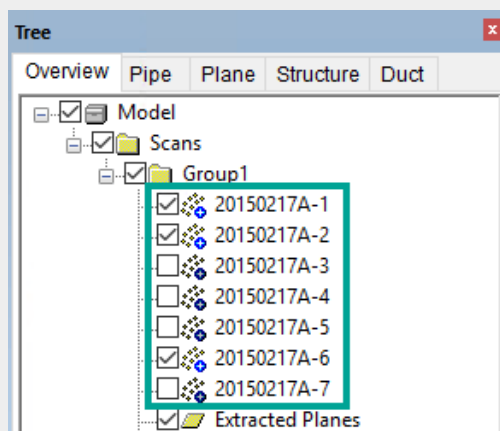 Tree
Overview Pipe Plane Structure Duct
Model
Scans
Group1
20150217A-1
20150217A-2
20150217A-3
20150217A-4
20150217A-5
20150217A-6
20150217A-7
Extracted Planes